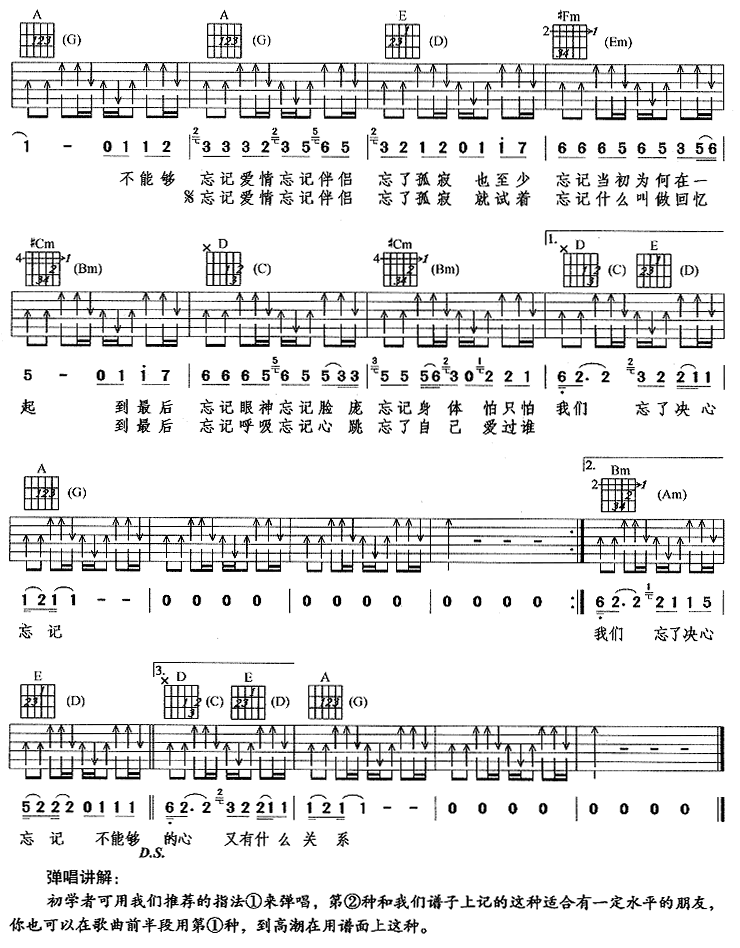 A (G) A (G) E (D) ♯Fm (Em)
1 - 0 1 1 2 3 3 3 2 3 5 6 5 3 2 1 2 0 1 i 7 6 6 6 5 6 5 3 5 6
不能够 忘记爱情忘记伴侣 忘了孤寂 也至少 忘记当初为何在一
𝄋忘记爱情忘记伴侣 忘了孤寂 就试着 忘记什么叫做回忆
♯Cm (Bm) D (C) ♯Cm (Bm) 1. D (C) E (D)
5 - 0 1 i 7 6 6 6 5 6 5 5 3 3 5 5 5 6 3 0 2 2 2 1 6 2. 2 3 2 2 1 1
起 到最后 忘记眼神忘记脸庞 忘记身体 怕只怕 我们 忘了决心
到最后 忘记呼吸忘记心跳 忘了自己 爱过谁
A (G) 2. Bm (Am)
1 2 1 1 - - 0 0 0 0 0 0 0 0 0 0 0 0 6 2. 2 2 1 1 5
忘记 我们 忘了决心
E (D) 3. D (C) E (D) A (G)
5 2 2 2 0 1 1 1 6 2. 2 3 2 2 1 1 1 2 1 1 - - 0 0 0 0 0 0 0 0
忘记 不能够 的心 又有什么关系
D.S.
弹唱讲解：
初学者可用我们推荐的指法①来弹唱，第②种和我们谱子上记的这种适合有一定水平的朋友，
你也可以在歌曲前半段用第①种，到高潮在用谱面上这种。